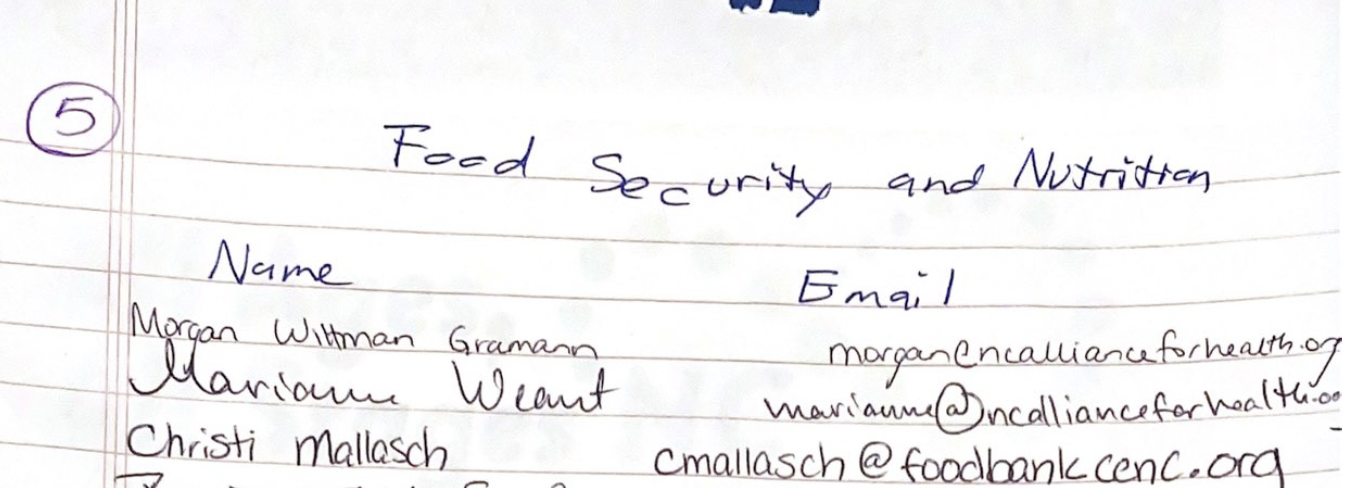 5
Food Security and Nutrition
Name Email
Morgan Wittman Gramann morgan@ncallianceforhealth.org
Marianne Weant marianne@ncallianceforhealth.o
Christi Mallasch cmallasch@foodbankcenc.org